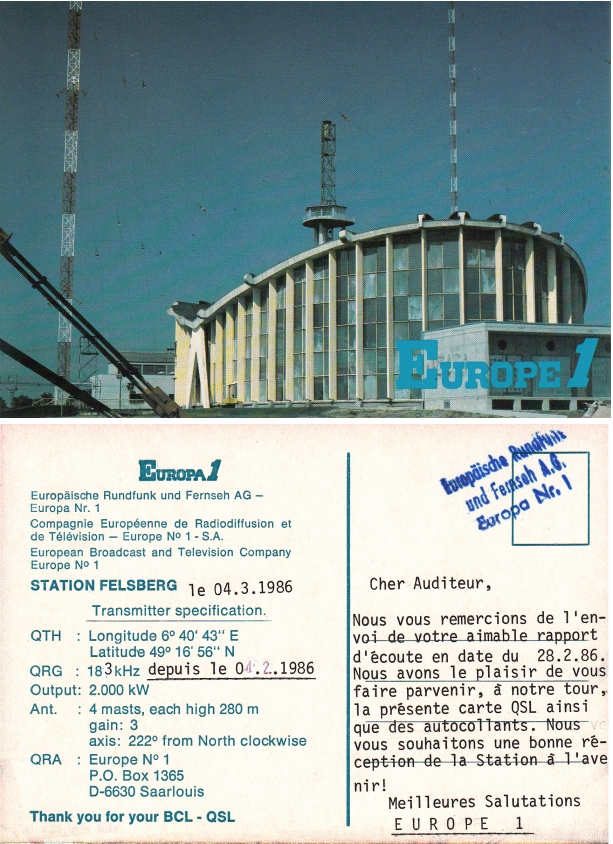 EUROPE 1
EUROPA 1
Europäische Rundfunk und Fernseh AG –
Europa Nr. 1
Compagnie Européenne de Radiodiffusion et
de Télévision – Europe Nº 1 - S.A.
European Broadcast and Television Company
Europe Nº 1
STATION FELSBERG le 04.3.1986
Transmitter specification.
QTH : Longitude 6º 40' 43'' E
Latitude 49º 16' 56'' N
QRG : 183 kHz depuis le 01.2.1986
Output: 2.000 kW
Ant. : 4 masts, each high 280 m
gain: 3
axis: 222º from North clockwise
QRA : Europe Nº 1
P.O. Box 1365
D-6630 Saarlouis
Thank you for your BCL - QSL
Europäische Rundfunk
und Fernseh A.G.
Europa Nr. 1
Cher Auditeur,
Nous vous remercions de l'en-
voi de votre aimable rapport
d'écoute en date du 28.2.86.
Nous avons le plaisir de vous
faire parvenir, à notre tour,
la présente carte QSL ainsi
que des autocollants. Nous
vous souhaitons une bonne ré-
ception de la Station à l'ave
nir!
Meilleures Salutations
EUROPE 1